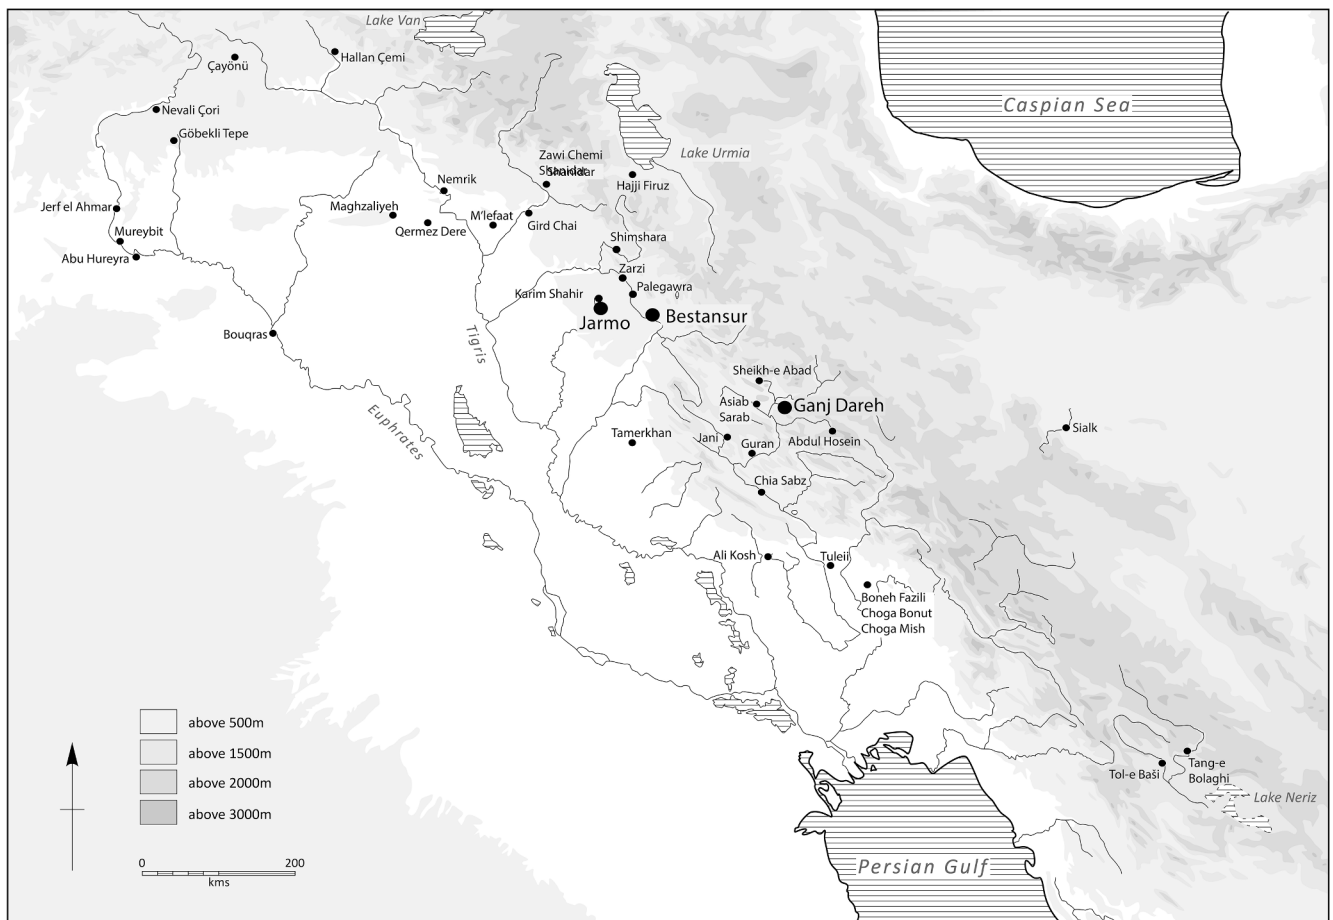 Lake Van
Caspian Sea
Hallan Çemi
Çayönü
Nevali Çori
Göbekli Tepe
Lake Urmia
Zawi Chemi
Shanidar
Shanidar
Nemrik
Hajji Firuz
Jerf el Ahmar
Maghzaliyeh
M'lefaat
Gird Chai
Mureybit
Qermez Dere
Shimshara
Abu Hureyra
Zarzi
Karim Shahir
Palegawra
Jarmo
Bestansur
Bouqras
Tigris
Sheikh-e Abad
Asiab
Sarab
Ganj Dareh
Euphrates
Tamerkhan
Jani
Guran
Abdul Hosein
Sialk
Chia Sabz
Ali Kosh
Tuleii
Boneh Fazili
Choga Bonut
Choga Mish
above 500m
above 1500m
above 2000m
above 3000m
Tol-e Baši
Tang-e
Bolaghi
Lake Neriz
0 200
kms
Persian Gulf